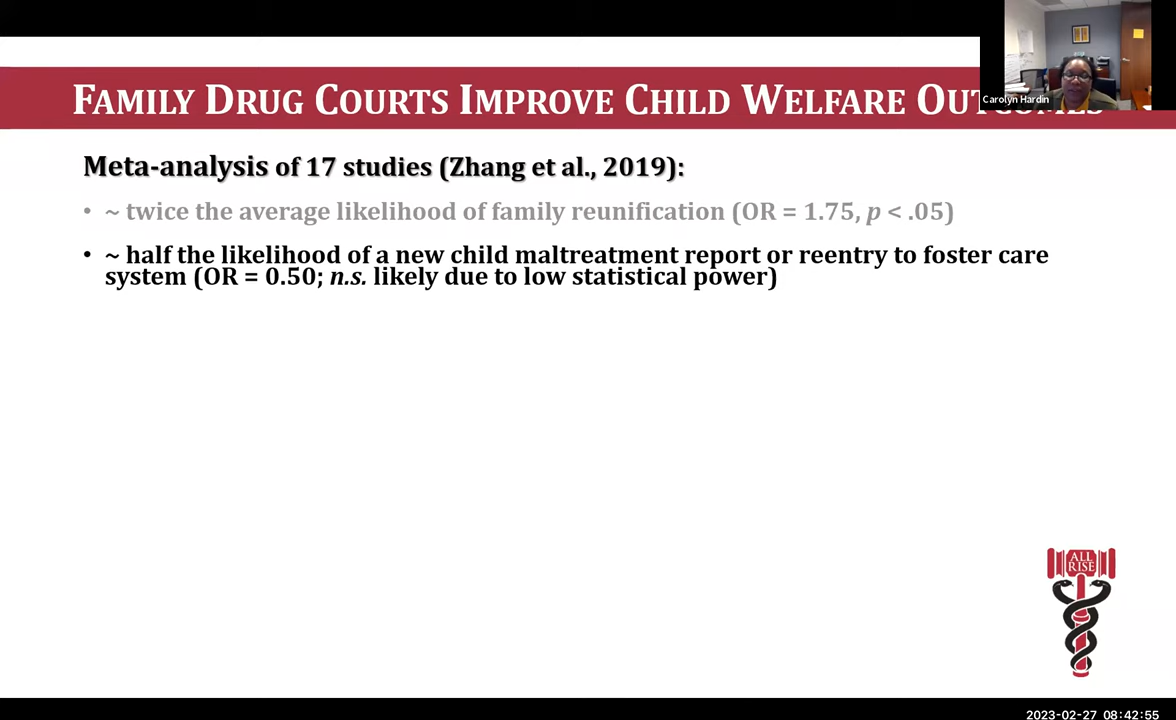 FAMILY DRUG COURTS IMPROVE CHILD WELFARE OUTCOMES
Carolyn Hardin
Meta-analysis of 17 studies (Zhang et al., 2019):
• ~ twice the average likelihood of family reunification (OR = 1.75, p < .05)
• ~ half the likelihood of a new child maltreatment report or reentry to foster care
system (OR = 0.50; n.s. likely due to low statistical power)
ALL
RISE
2023-02-27 08:42:55